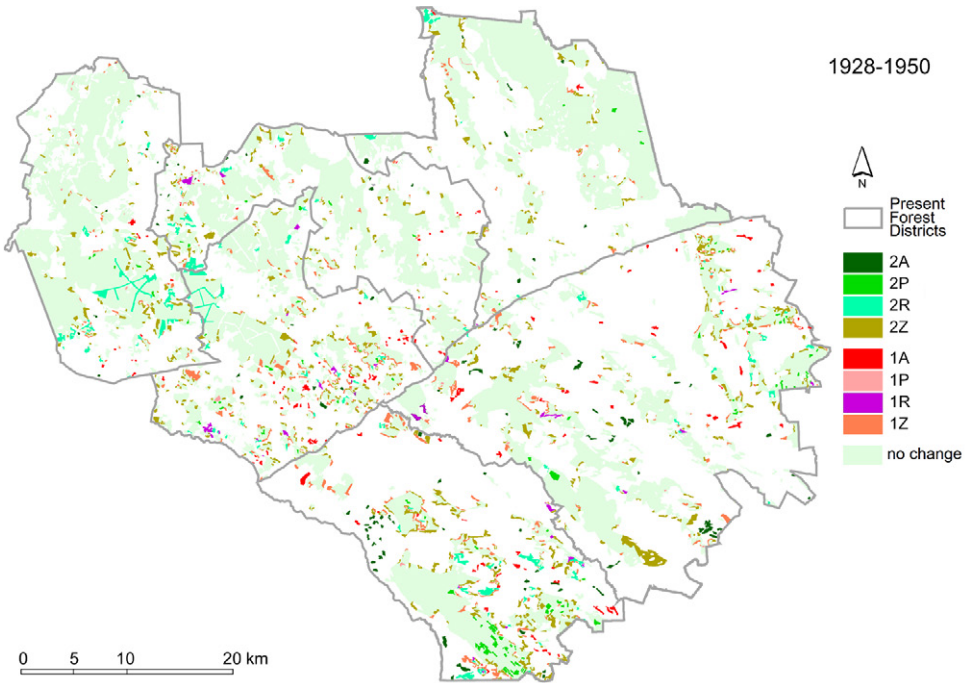 1928-1950
N
Present
Forest
Districts
2A
2P
2R
2Z
1A
1P
1R
1Z
no change
0 5 10 20 km